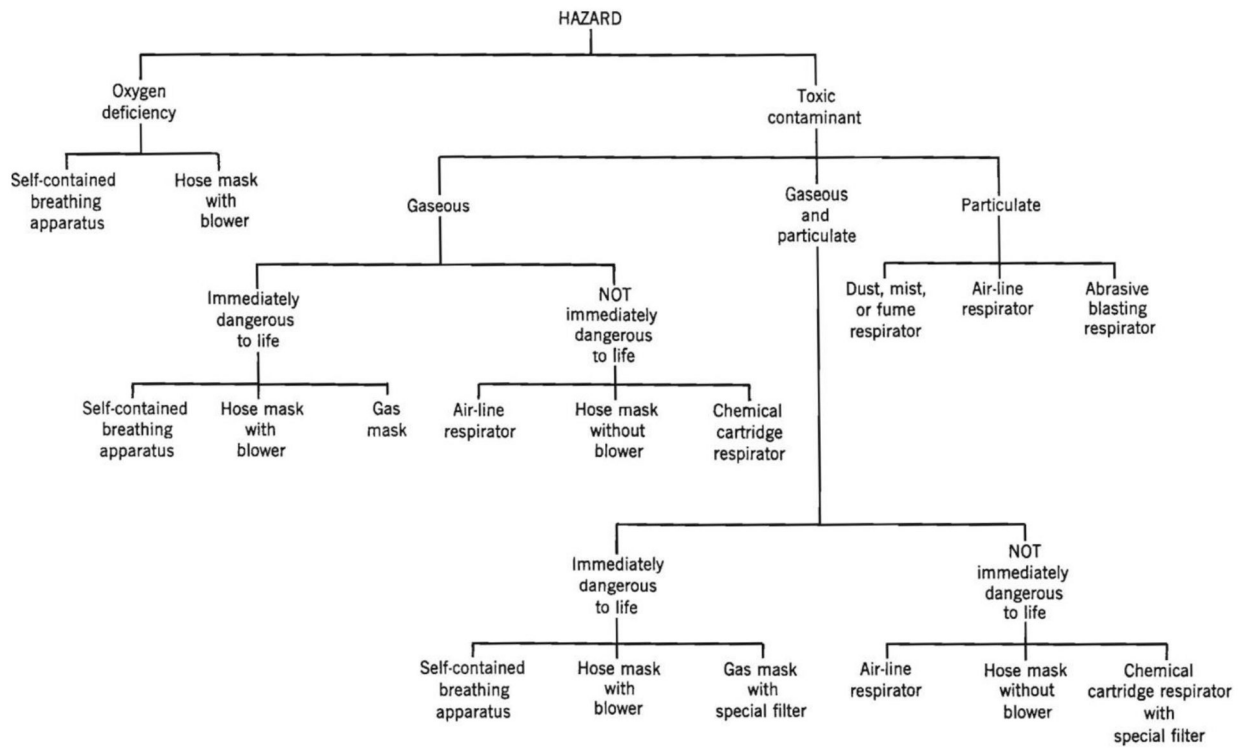 HAZARD
Oxygen
deficiency
Toxic
contaminant
Self-contained
breathing
apparatus
Hose mask
with
blower
Gaseous
Gaseous
and
particulate
Particulate
Immediately
dangerous
to life
NOT
immediately
dangerous
to life
Dust, mist,
or fume
respirator
Air-line
respirator
Abrasive
blasting
respirator
Self-contained
breathing
apparatus
Hose mask
with
blower
Gas
mask
Air-line
respirator
Hose mask
without
blower
Chemical
cartridge
respirator
Immediately
dangerous
to life
NOT
immediately
dangerous
to life
Self-contained
breathing
apparatus
Hose mask
with
blower
Gas mask
with
special filter
Air-line
respirator
Hose mask
without
blower
Chemical
cartridge respirator
with
special filter